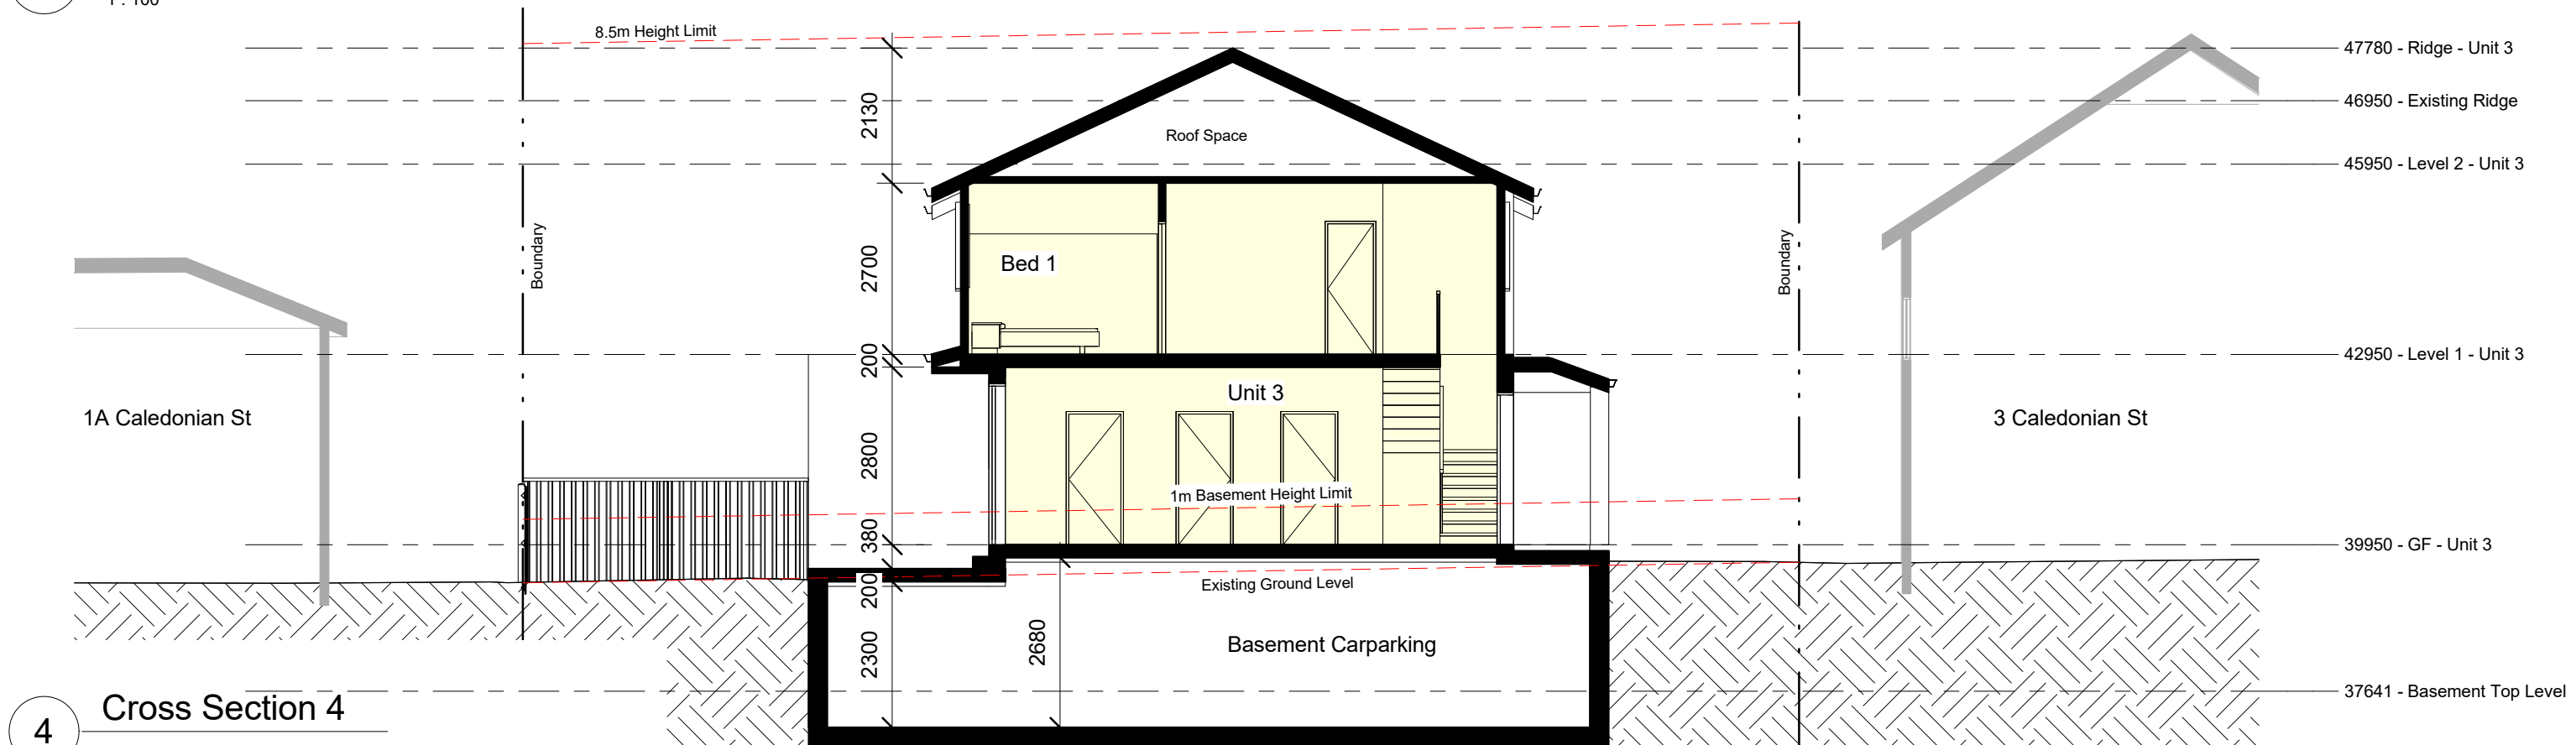 1 : 100
8.5m Height Limit
47780 - Ridge - Unit 3
46950 - Existing Ridge
2130
Roof Space
45950 - Level 2 - Unit 3
Boundary
Boundary
2700
Bed 1
200
42950 - Level 1 - Unit 3
1A Caledonian St
Unit 3
3 Caledonian St
2800
1m Basement Height Limit
380
39950 - GF - Unit 3
200
Existing Ground Level
2300
2680
Basement Carparking
37641 - Basement Top Level
4
Cross Section 4